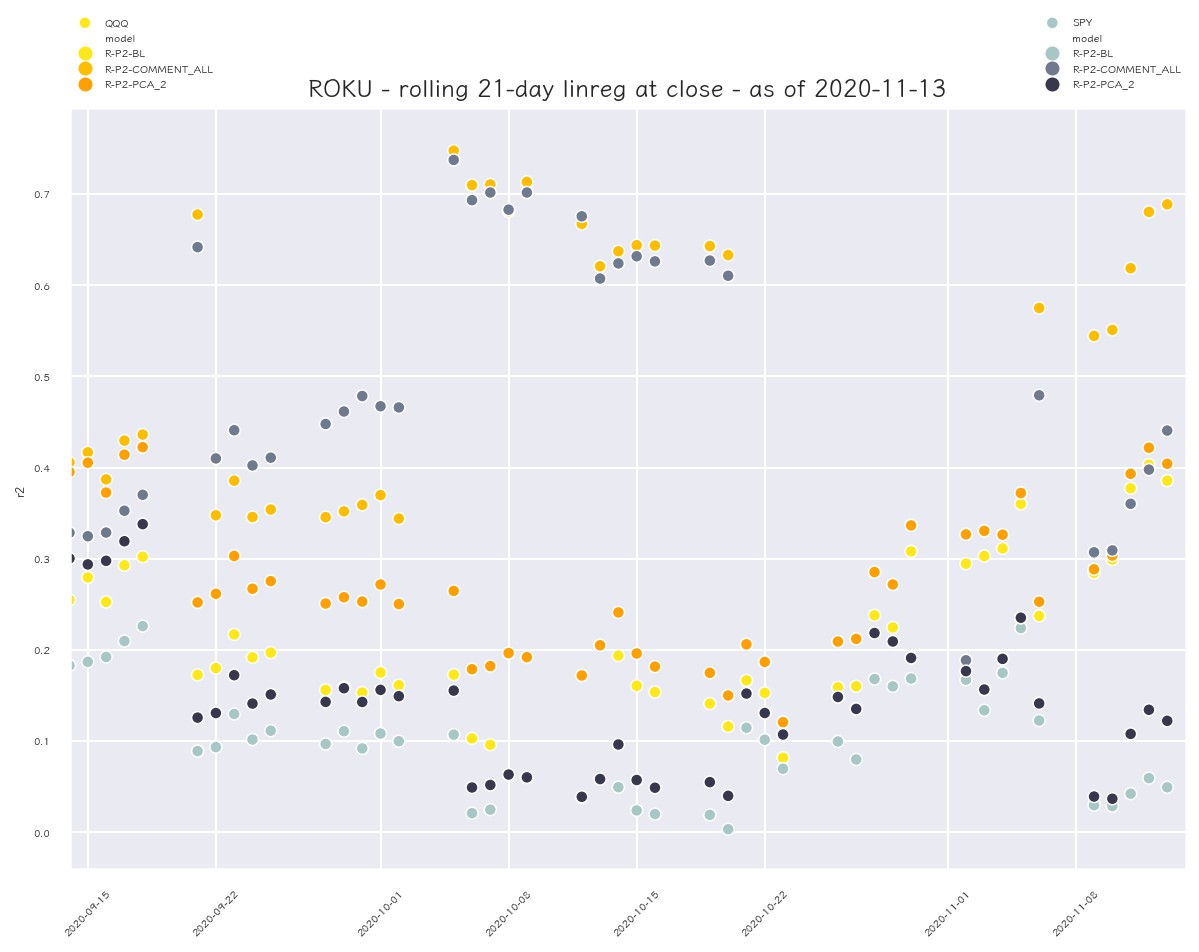 QQQ
model
R-P2-BL
R-P2-COMMENT_ALL
R-P2-PCA_2
SPY
model
R-P2-BL
R-P2-COMMENT_ALL
R-P2-PCA_2
ROKU - rolling 21-day linreg at close - as of 2020-11-13
r2
0.7
0.6
0.5
0.4
0.3
0.2
0.1
0.0
2020-09-15
2020-09-22
2020-10-01
2020-10-08
2020-10-15
2020-10-22
2020-11-01
2020-11-08